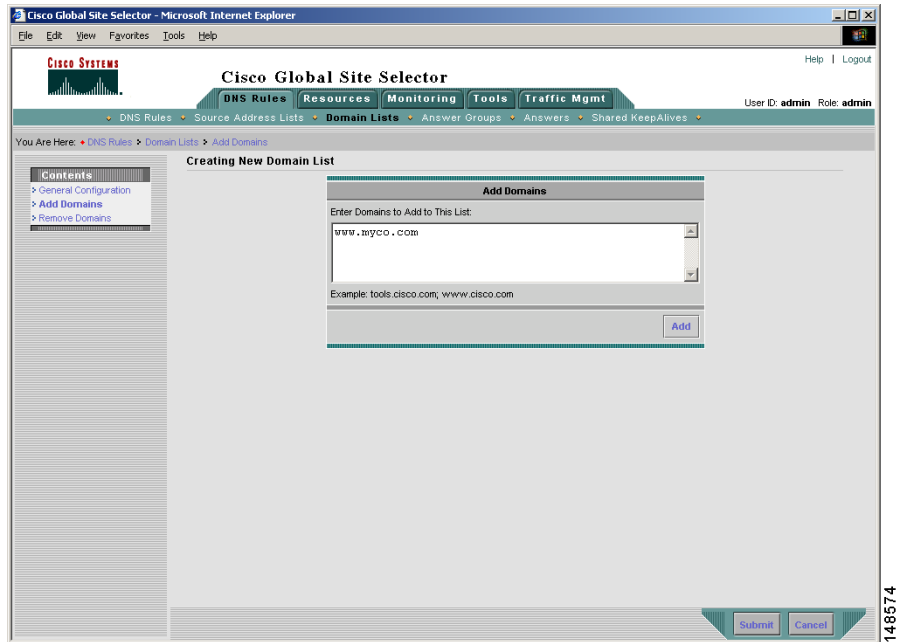 Cisco Global Site Selector - Microsoft Internet Explorer
File Edit View Favorites Tools Help
CISCO SYSTEMS
Cisco Global Site Selector
Help | Logout
DNS Rules Resources Monitoring Tools Traffic Mgmt
User ID: admin Role: admin
DNS Rules Source Address Lists Domain Lists Answer Groups Answers Shared KeepAlives
You Are Here: DNS Rules Domain Lists Add Domains
Contents
General Configuration
Add Domains
Remove Domains
Creating New Domain List
Add Domains
Enter Domains to Add to This List:
www.myco.com
Example: tools.cisco.com; www.cisco.com
Add
Submit Cancel
148574